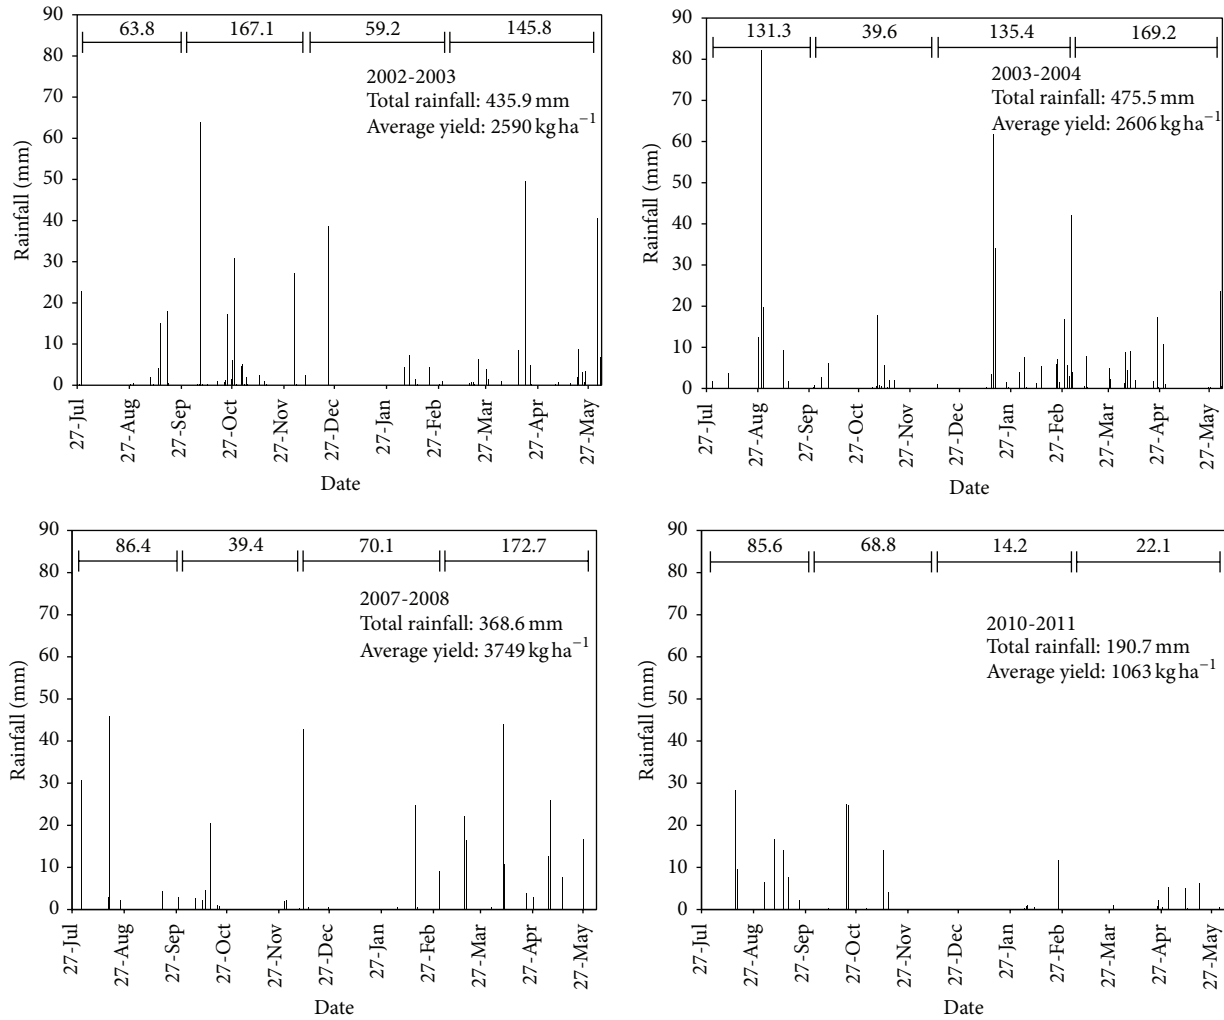 63.8 167.1 59.2 145.8
2002-2003
Total rainfall: 435.9 mm
Average yield: 2590 kg ha⁻¹
Rainfall (mm)
90
80
70
60
50
40
30
20
10
0
27-Jul
27-Aug
27-Sep
27-Oct
27-Nov
27-Dec
27-Jan
27-Feb
27-Mar
27-Apr
27-May
Date
131.3 39.6 135.4 169.2
2003-2004
Total rainfall: 475.5 mm
Average yield: 2606 kg ha⁻¹
Rainfall (mm)
90
80
70
60
50
40
30
20
10
0
27-Jul
27-Aug
27-Sep
27-Oct
27-Nov
27-Dec
27-Jan
27-Feb
27-Mar
27-Apr
27-May
Date
86.4 39.4 70.1 172.7
2007-2008
Total rainfall: 368.6 mm
Average yield: 3749 kg ha⁻¹
Rainfall (mm)
90
80
70
60
50
40
30
20
10
0
27-Jul
27-Aug
27-Sep
27-Oct
27-Nov
27-Dec
27-Jan
27-Feb
27-Mar
27-Apr
27-May
Date
85.6 68.8 14.2 22.1
2010-2011
Total rainfall: 190.7 mm
Average yield: 1063 kg ha⁻¹
Rainfall (mm)
90
80
70
60
50
40
30
20
10
0
27-Jul
27-Aug
27-Sep
27-Oct
27-Nov
27-Dec
27-Jan
27-Feb
27-Mar
27-Apr
27-May
Date